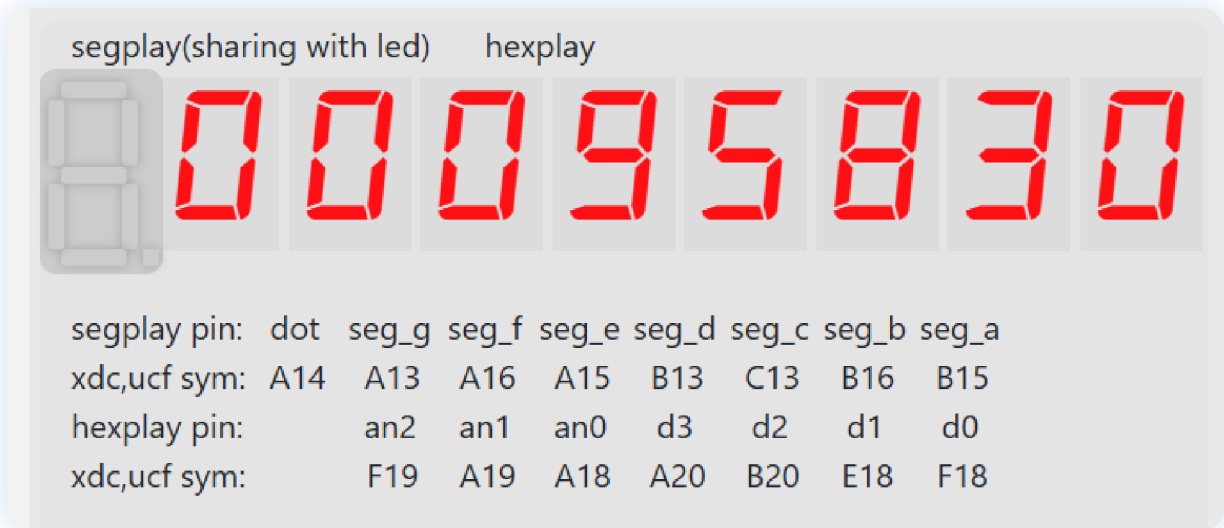 segplay(sharing with led) hexplay
00095830
segplay pin: dot seg_g seg_f seg_e seg_d seg_c seg_b seg_a
xdc,ucf sym: A14 A13 A16 A15 B13 C13 B16 B15
hexplay pin: an2 an1 an0 d3 d2 d1 d0
xdc,ucf sym: F19 A19 A18 A20 B20 E18 F18